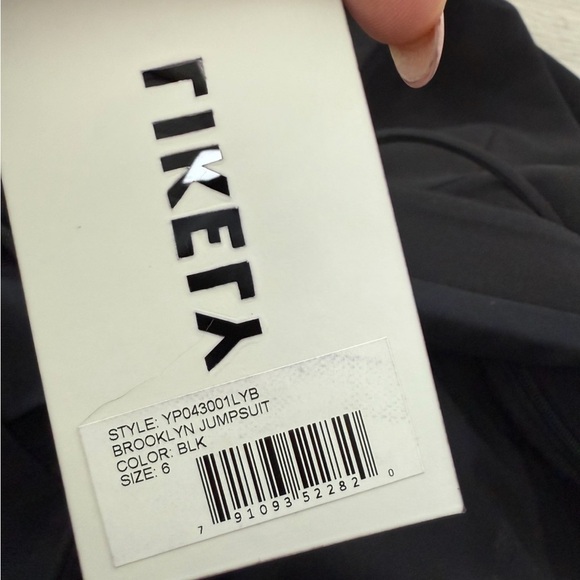 LIKELY
STYLE: YP043001LYB
BROOKLYN JUMPSUIT
COLOR: BLK
SIZE: 6
7 91093 52282 0